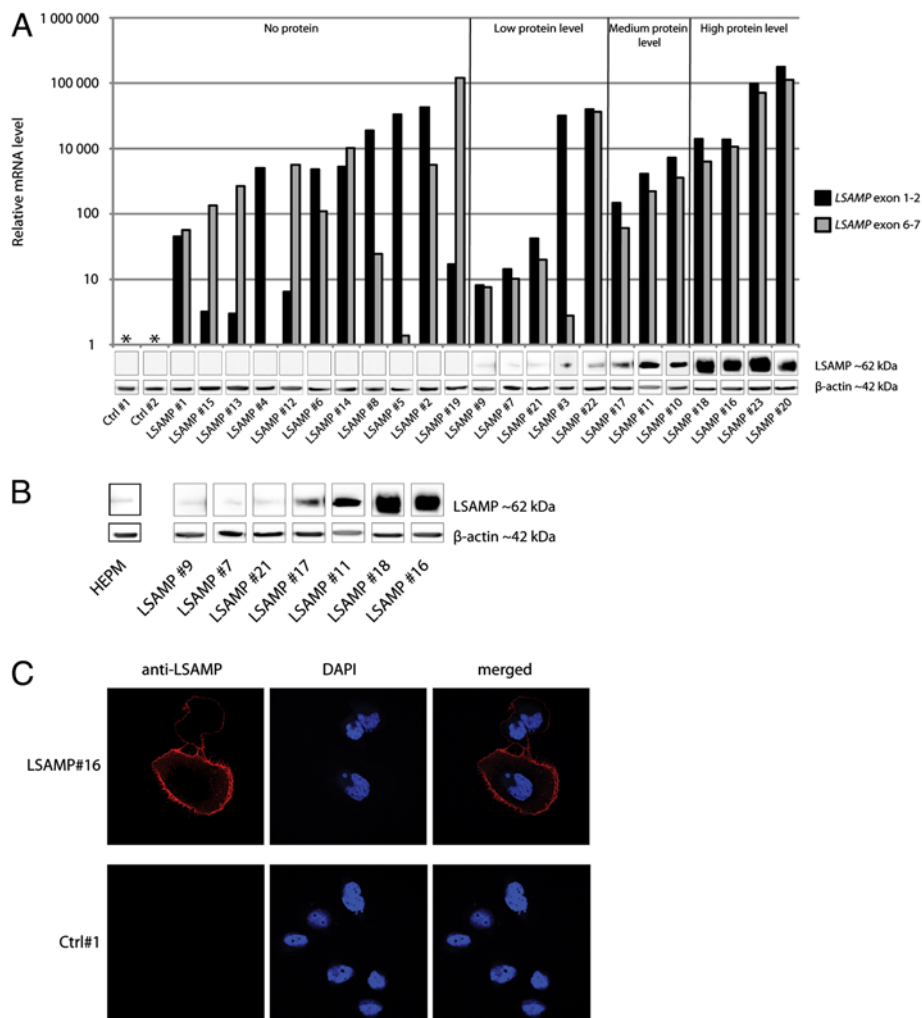 A
No protein
Low protein level
Medium protein
level
High protein level
Relative mRNA level
1 000 000
100 000
10 000
100
10
1
* *
LSAMP exon 1-2
LSAMP exon 6-7
LSAMP ~62 kDa
β-actin ~42 kDa
Ctrl #1
Ctrl #2
LSAMP #1
LSAMP #15
LSAMP #13
LSAMP #4
LSAMP #12
LSAMP #6
LSAMP #14
LSAMP #8
LSAMP #5
LSAMP #2
LSAMP #19
LSAMP #9
LSAMP #7
LSAMP #21
LSAMP #3
LSAMP #22
LSAMP #17
LSAMP #11
LSAMP #10
LSAMP #18
LSAMP #16
LSAMP #23
LSAMP #20
B
LSAMP ~62 kDa
β-actin ~42 kDa
HEPM
LSAMP #9
LSAMP #7
LSAMP #21
LSAMP #17
LSAMP #11
LSAMP #18
LSAMP #16
C
anti-LSAMP
DAPI
merged
LSAMP#16
Ctrl#1